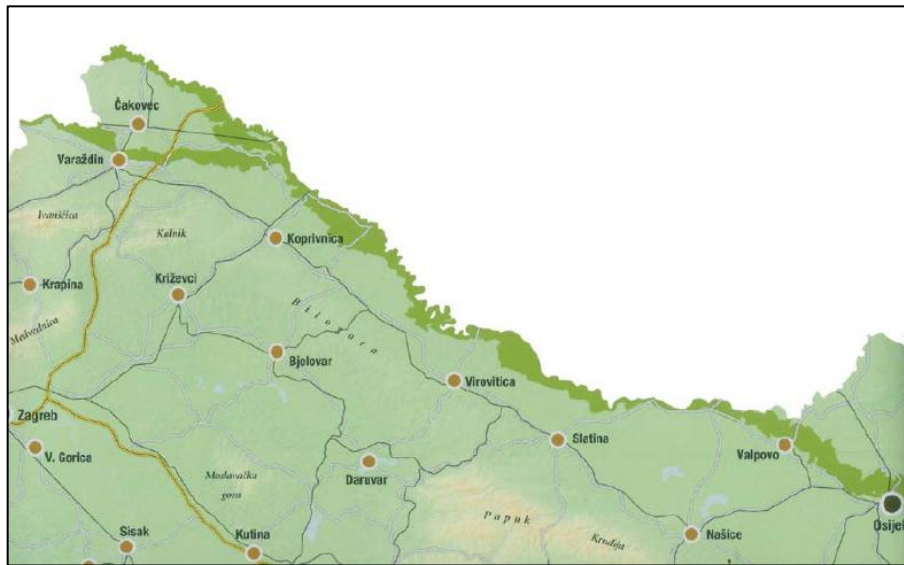 Čakovec
Varaždin
Ivanščica
Kalnik
Koprivnica
Krapina
Križevci
Medvednica
Bilogora
Bjelovar
Virovitica
Zagreb
V. Gorica
Slatina
Valpovo
Daruvar
Moslavačka
gora
Papuk
Krndija
Osijek
Sisak
Kutina
Našice